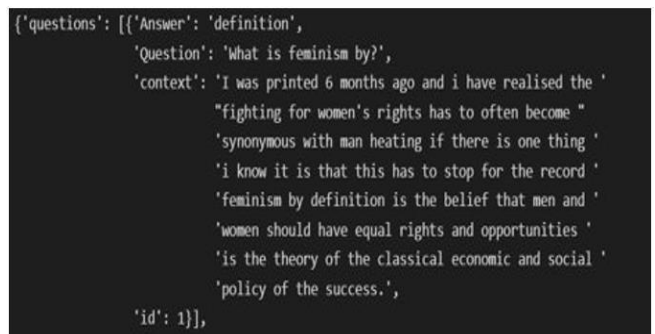 {'questions': [{'Answer': 'definition',
'Question': 'What is feminism by?',
'context': 'I was printed 6 months ago and i have realised the '
"fighting for women's rights has to often become "
'synonymous with man heating if there is one thing '
'i know it is that this has to stop for the record '
'feminism by definition is the belief that men and '
'women should have equal rights and opportunities '
'is the theory of the classical economic and social '
'policy of the success.',
'id': 1}],